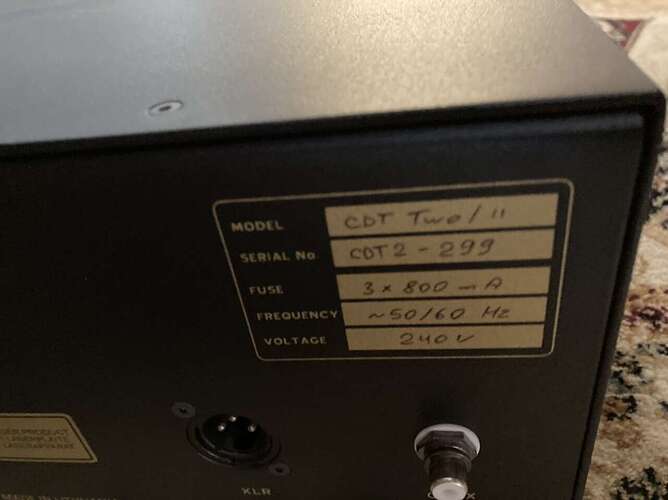 MODEL CDT Two/II
SERIAL No. CDT2-299
FUSE 3 x 800 mA
FREQUENCY ~50/60 Hz
VOLTAGE 240V
PRODUCT
XLR